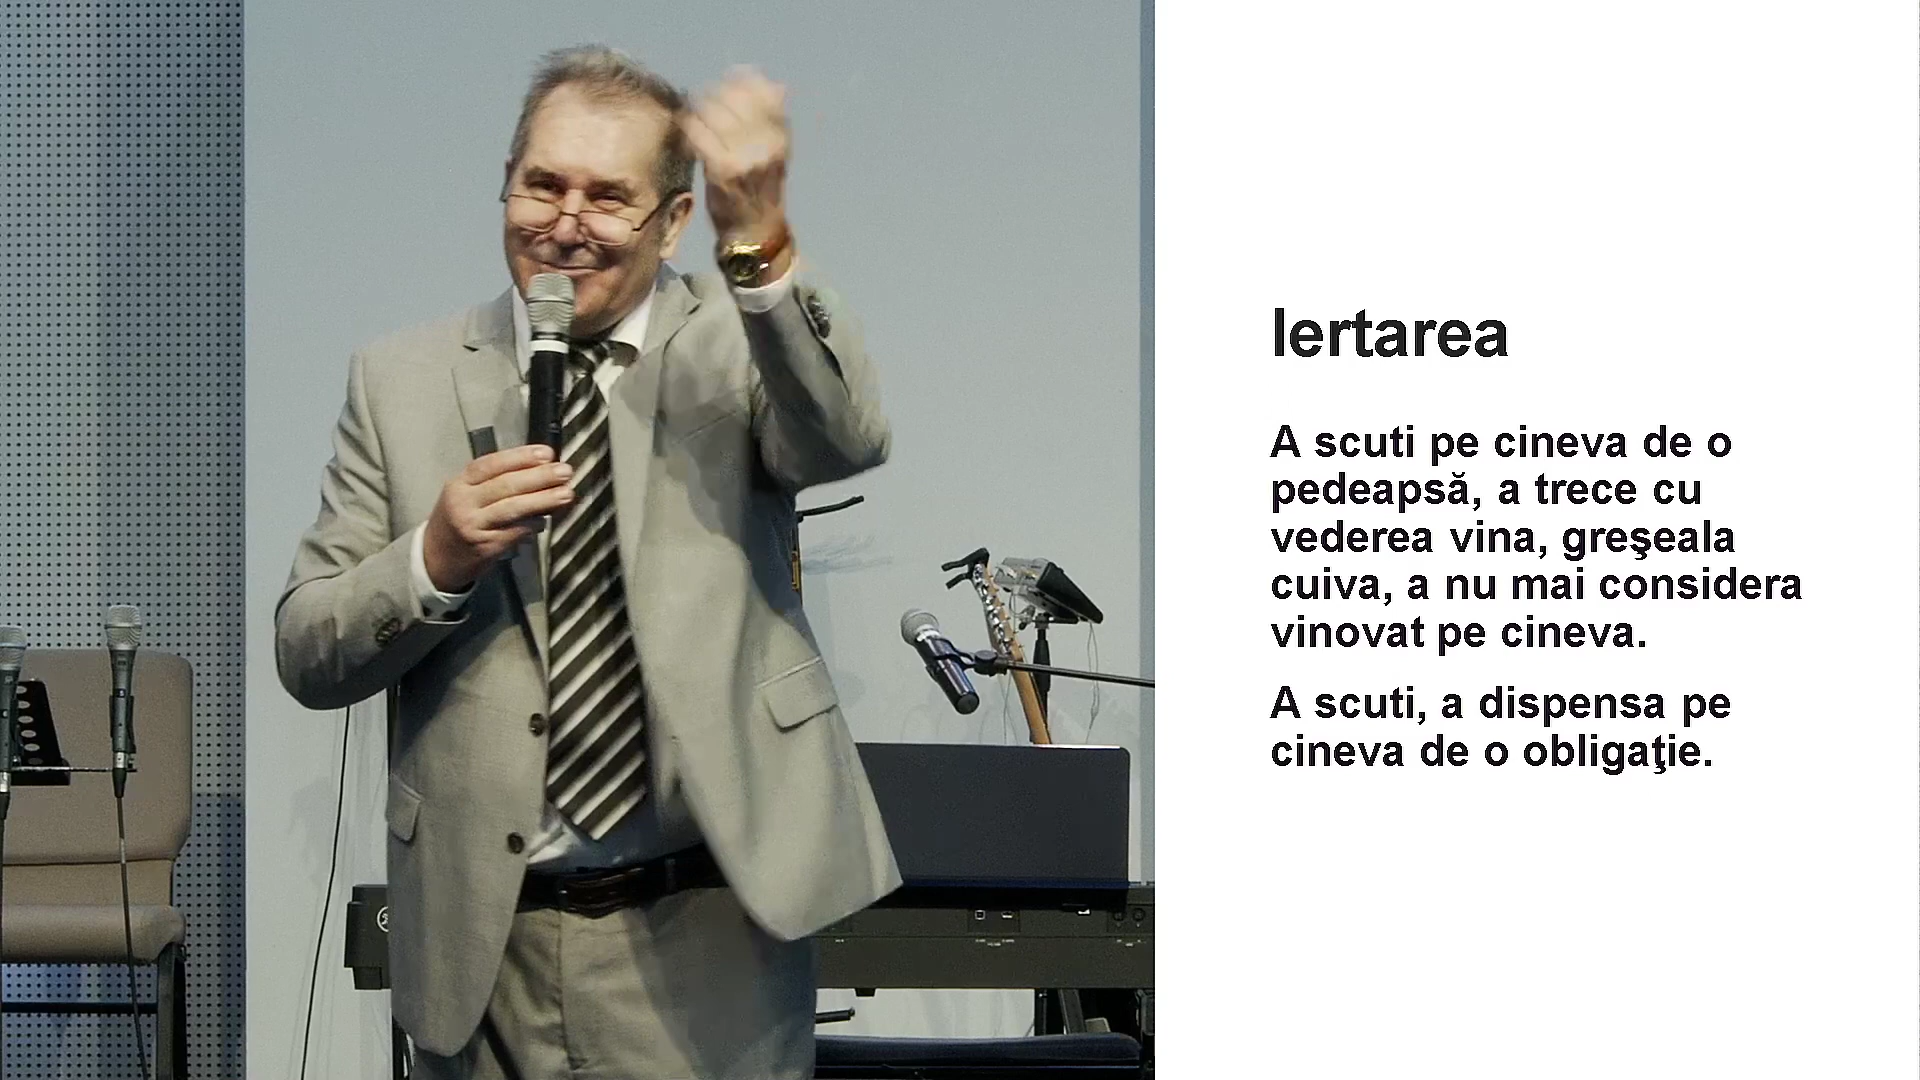 Iertarea
A scuti pe cineva de o
pedeapsă, a trece cu
vederea vina, greşeala
cuiva, a nu mai considera
vinovat pe cineva.
A scuti, a dispensa pe
cineva de o obligaţie.